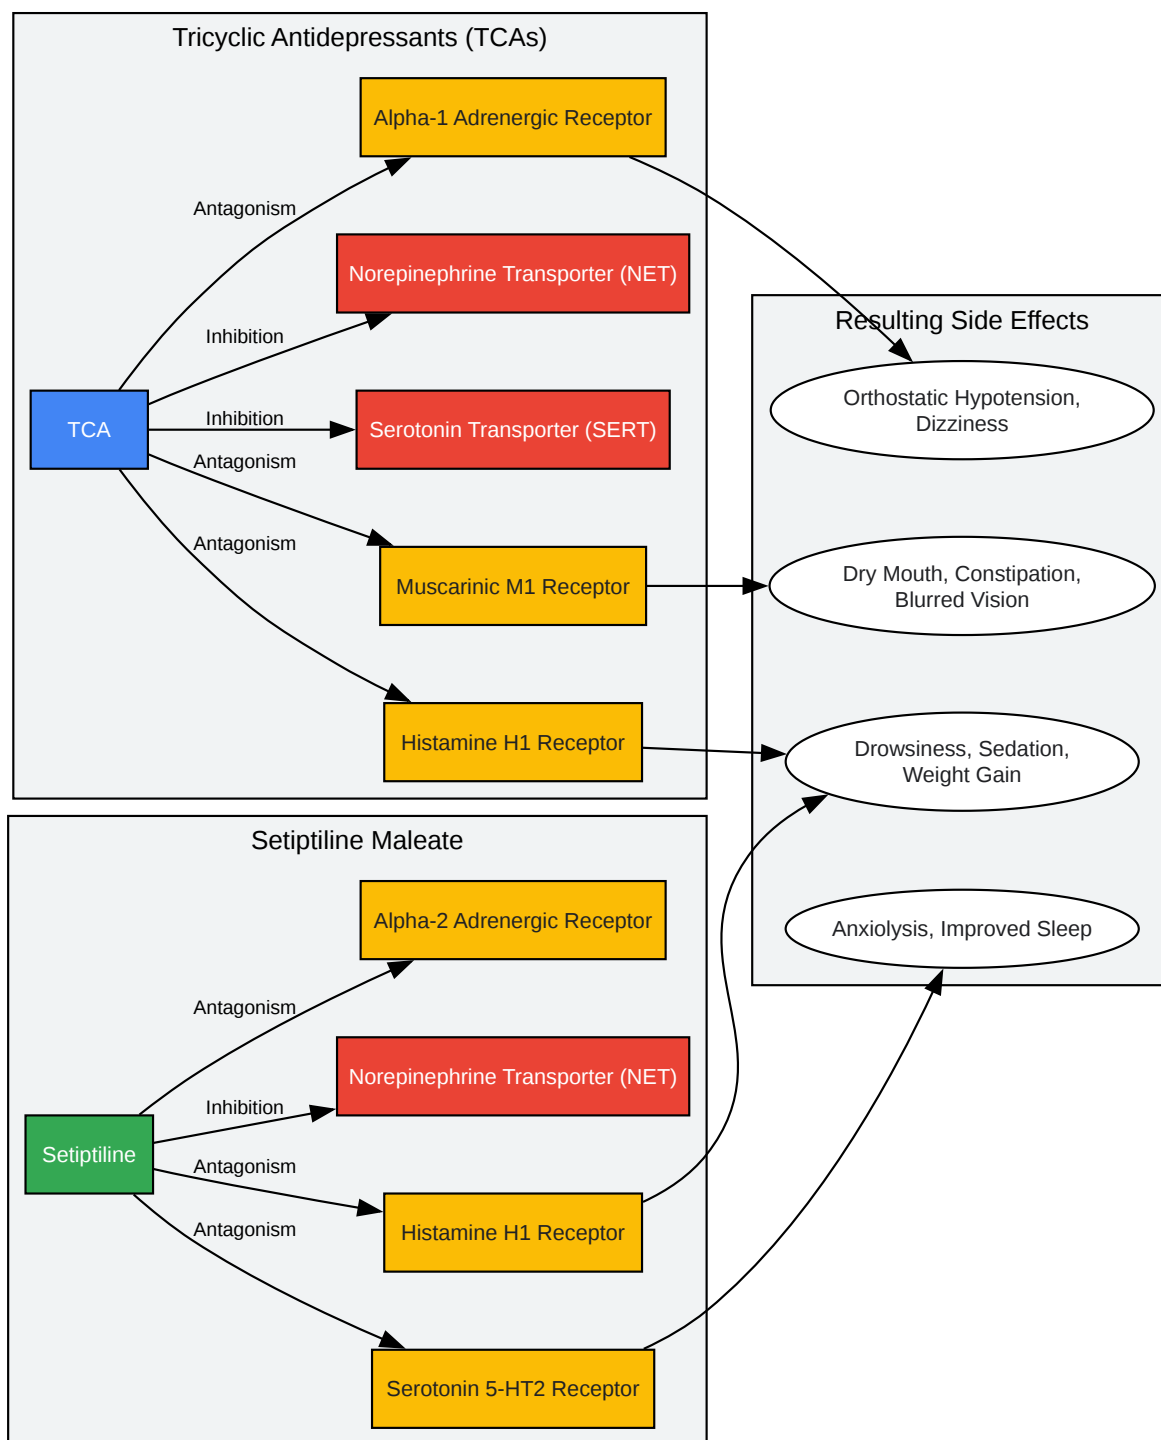 Tricyclic Antidepressants (TCAs)
Alpha-1 Adrenergic Receptor
Antagonism
Norepinephrine Transporter (NET)
Inhibition
TCA
Inhibition
Serotonin Transporter (SERT)
Antagonism
Antagonism
Muscarinic M1 Receptor
Histamine H1 Receptor
Resulting Side Effects
Orthostatic Hypotension,
Dizziness
Dry Mouth, Constipation,
Blurred Vision
Drowsiness, Sedation,
Weight Gain
Anxiolysis, Improved Sleep
Setiptiline Maleate
Alpha-2 Adrenergic Receptor
Antagonism
Norepinephrine Transporter (NET)
Inhibition
Setiptiline
Antagonism
Histamine H1 Receptor
Antagonism
Serotonin 5-HT2 Receptor